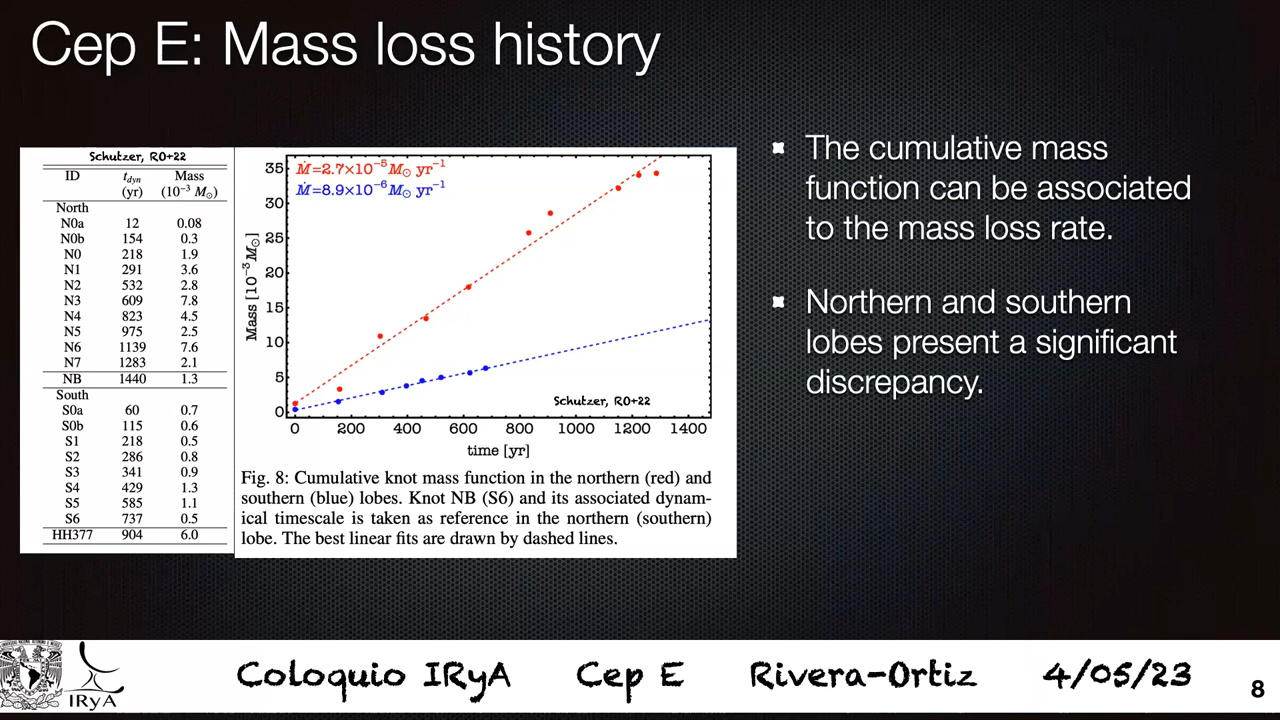 Cep E: Mass loss history
Schutzer, RO+22
ID t_dyn Mass
(yr) (10⁻³ M⊙)
North
N0a 12 0.08
N0b 154 0.3
N0 218 1.9
N1 291 3.6
N2 532 2.8
N3 609 7.8
N4 823 4.5
N5 975 2.5
N6 1139 7.6
N7 1283 2.1
NB 1440 1.3
South
S0a 60 0.7
S0b 115 0.6
S1 218 0.5
S2 286 0.8
S3 341 0.9
S4 429 1.3
S5 585 1.1
S6 737 0.5
HH377 904 6.0
Ṁ=2.7×10⁻⁵M⊙ yr⁻¹
Ṁ=8.9×10⁻⁶M⊙ yr⁻¹
Mass [10⁻³M⊙]
35
30
25
20
15
10
5
0
Schutzer, RO+22
0 200 400 600 800 1000 1200 1400
time [yr]
Fig. 8: Cumulative knot mass function in the northern (red) and
southern (blue) lobes. Knot NB (S6) and its associated dynam-
ical timescale is taken as reference in the northern (southern)
lobe. The best linear fits are drawn by dashed lines.
The cumulative mass
function can be associated
to the mass loss rate.
Northern and southern
lobes present a significant
discrepancy.
IRyA
Coloquio IRyA Cep E Rivera-Ortiz 4/05/23
8